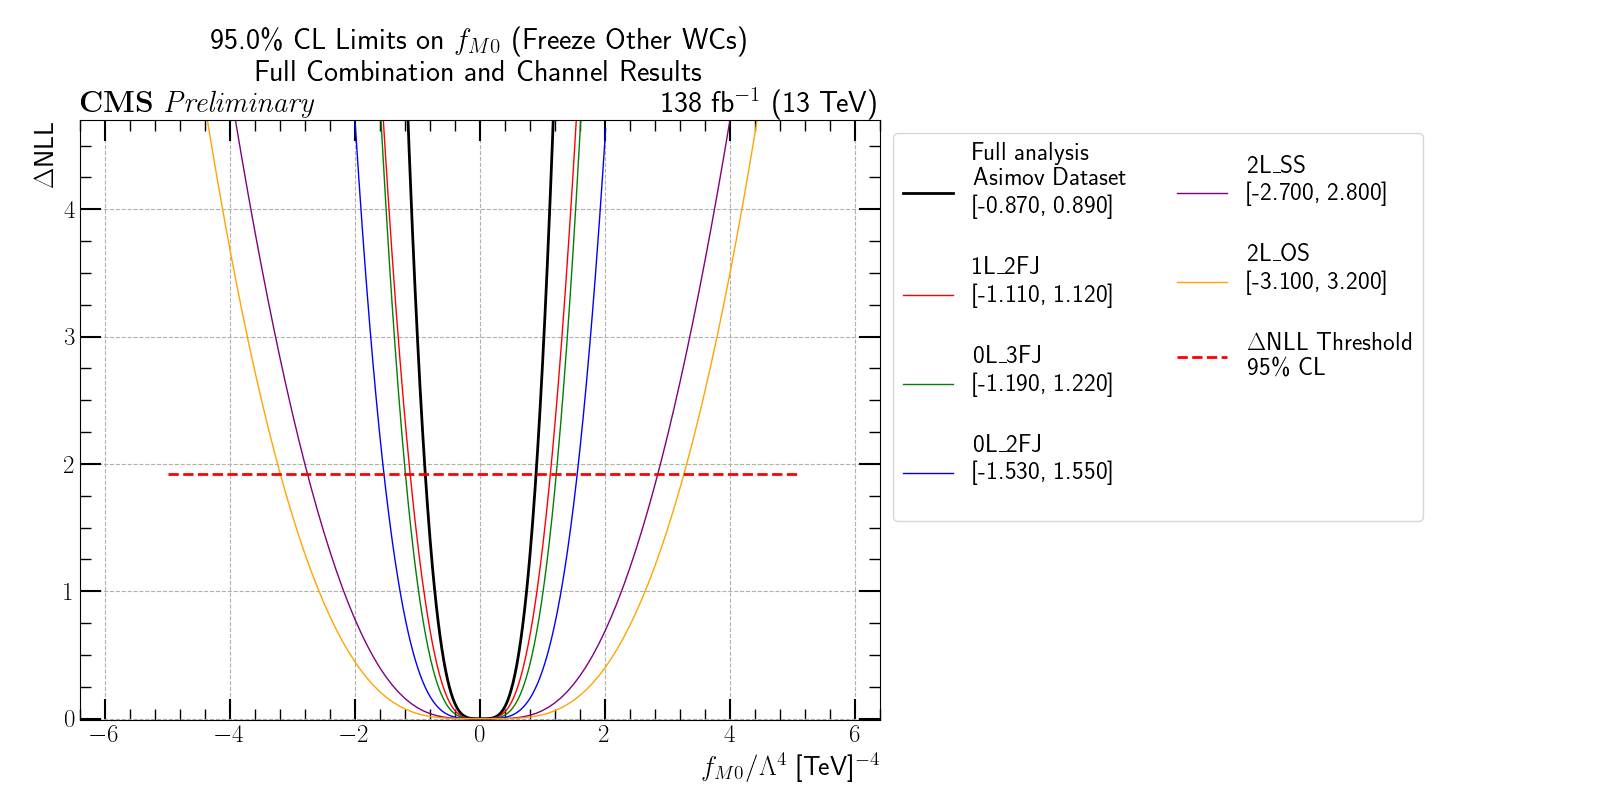 95.0% CL Limits on f_{M0} (Freeze Other WCs)
Full Combination and Channel Results
CMS Preliminary
138 fb^{-1} (13 TeV)
ΔNLL
4
3
2
1
0
−6
−4
−2
0
2
4
6
f_{M0}/Λ^4 [TeV]^{−4}
Full analysis
Asimov Dataset
[-0.870, 0.890]
1L_2FJ
[-1.110, 1.120]
0L_3FJ
[-1.190, 1.220]
0L_2FJ
[-1.530, 1.550]
2L_SS
[-2.700, 2.800]
2L_OS
[-3.100, 3.200]
ΔNLL Threshold
95% CL